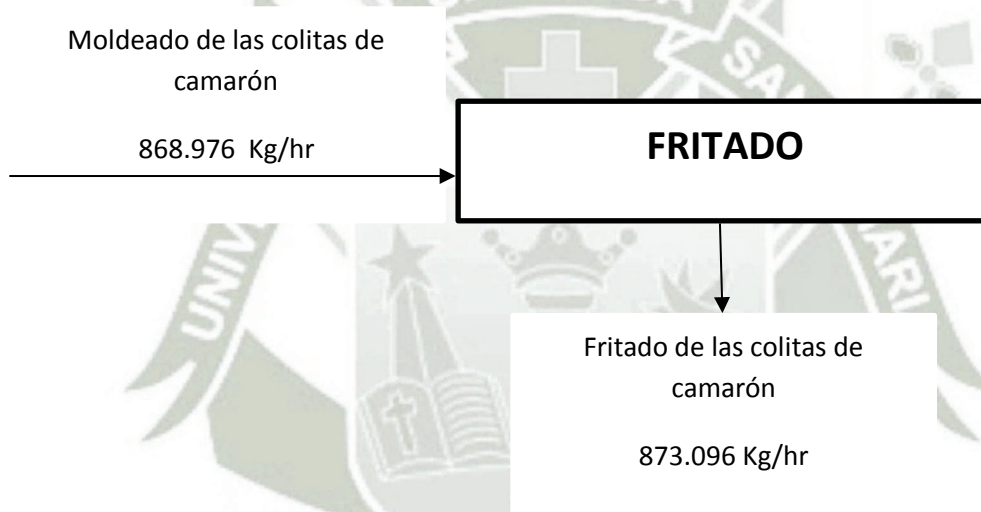 Moldeado de las colitas de
camarón
868.976 Kg/hr
FRITADO
Fritado de las colitas de
camarón
873.096 Kg/hr